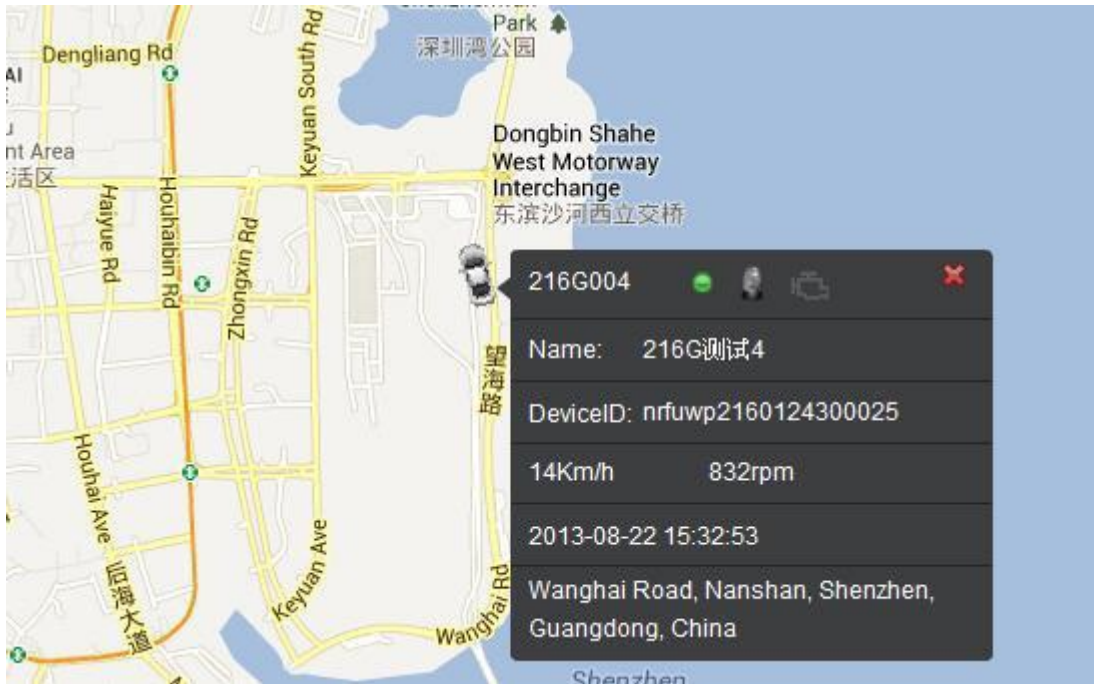 Park
深圳湾公园
Dengliang Rd
Keyuan South Rd
AI
nt Area
活区
Dongbin Shahe
West Motorway
Interchange
东滨沙河西立交桥
Haiyue Rd
Houhaibin Rd
Zhongxin Rd
216G004
Name: 216G测试4
DeviceID: nrfuwp2160124300025
14Km/h 832rpm
2013-08-22 15:32:53
Wanghai Road, Nanshan, Shenzhen,
Guangdong, China
望海路
Houhai Ave
后海大道
Keyuan Ave
Wanghai Rd
Shenzhen